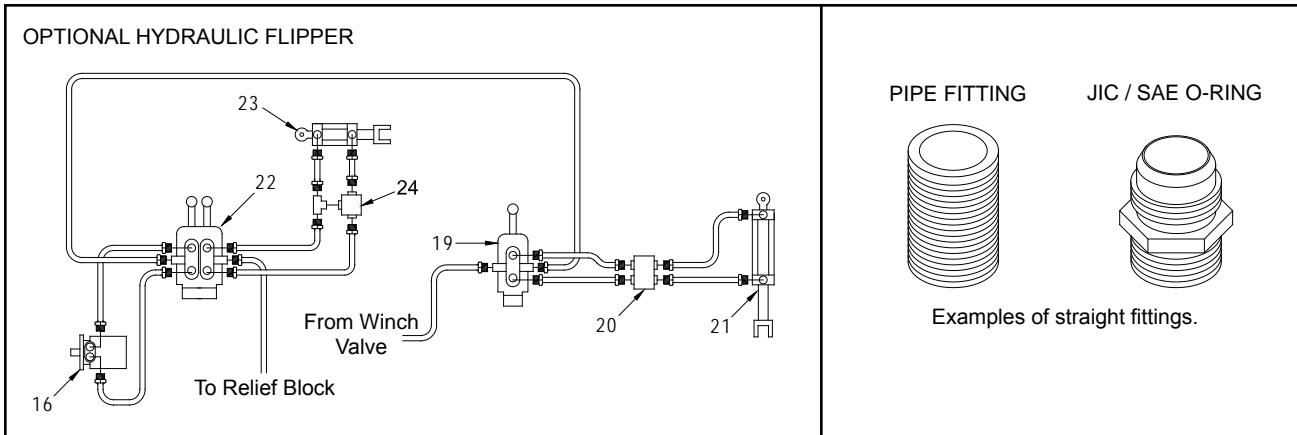 OPTIONAL HYDRAULIC FLIPPER
23
22
24
19
20
21
From Winch
Valve
To Relief Block
16
PIPE FITTING
JIC / SAE O-RING
Examples of straight fittings.